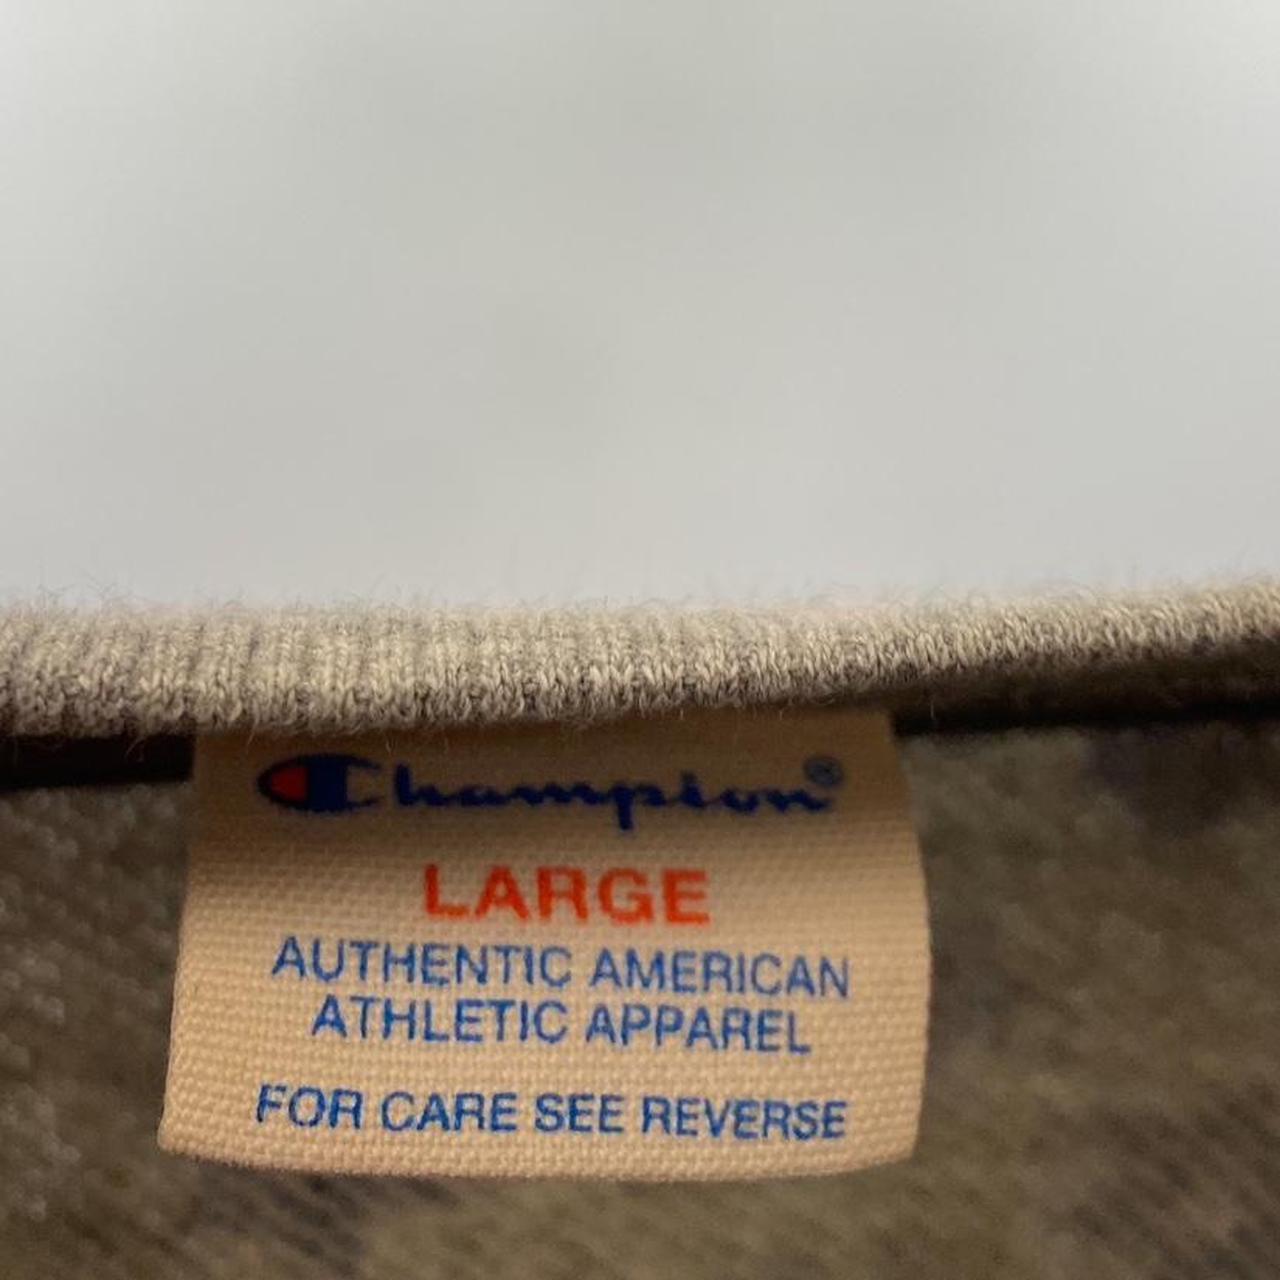 Champion®
LARGE
AUTHENTIC AMERICAN
ATHLETIC APPAREL
FOR CARE SEE REVERSE